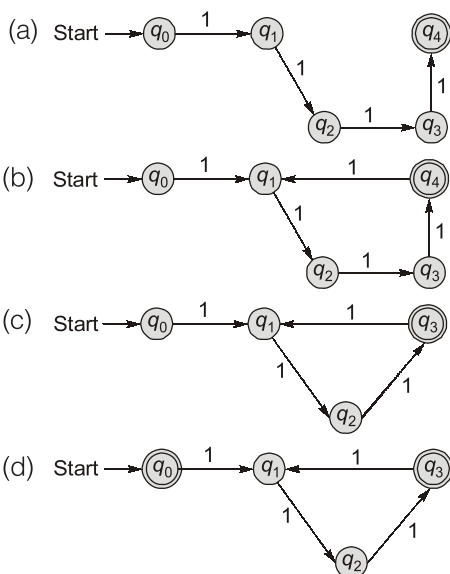 (a) Start q0 1 q1 q4
1 1
q2 1 q3
(b) Start q0 1 q1 1 q4
1 1
q2 1 q3
(c) Start q0 1 q1 1 q3
1 1
q2
(d) Start q0 1 q1 1 q3
1 1
q2